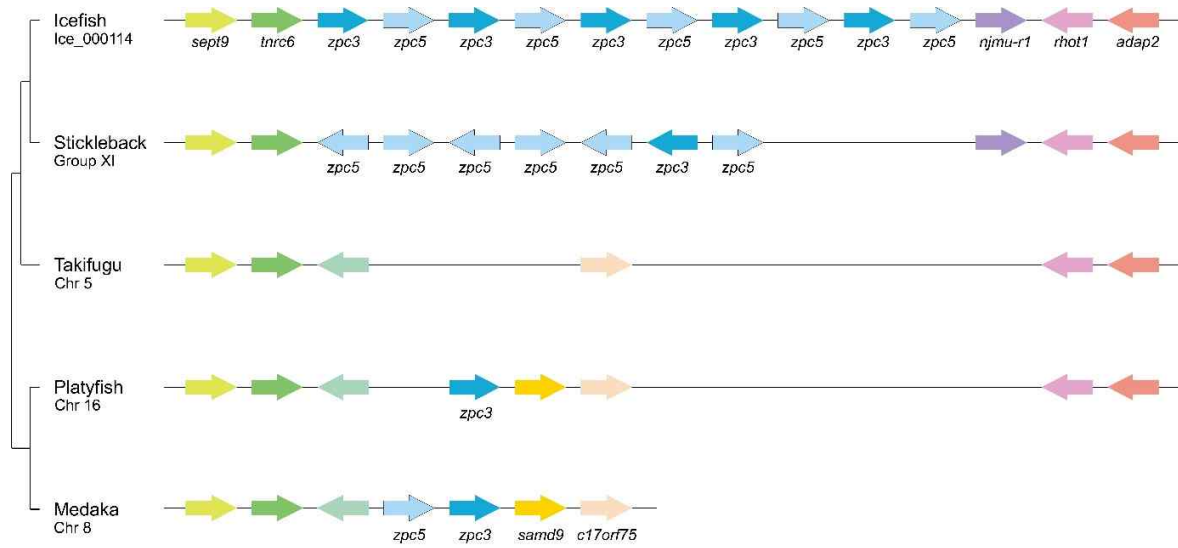 Icefish
Ice_000114
sept9 tnrc6 zpc3 zpc5 zpc3 zpc5 zpc3 zpc5 zpc3 zpc5 zpc3 zpc5 njmu-r1 rhot1 adap2
Stickleback
Group XI
zpc5 zpc5 zpc5 zpc5 zpc5 zpc3 zpc5
Takifugu
Chr 5
Platyfish
Chr 16
zpc3
Medaka
Chr 8
zpc5 zpc3 samd9 c17orf75